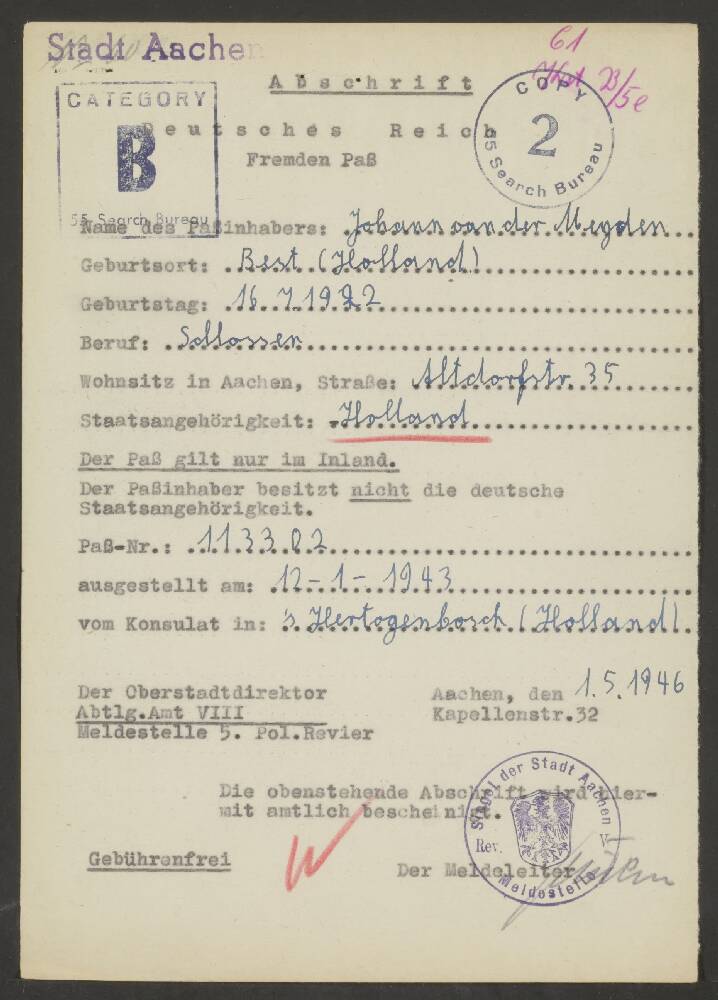 Stadt Aachen
61
23/5e
Abschrift
COPY
2
55 Search Bureau
CATEGORY
B
55 Search Bureau
Deutsches Reich
Fremden Paß
Name des Paßinhabers: Johann van der Meyden
Geburtsort: Best (Holland)
Geburtstag: 16.7.1922
Beruf: Schlosser
Wohnsitz in Aachen, Straße: Altdorfstr. 35
Staatsangehörigkeit: Holland
Der Paß gilt nur im Inland.
Der Paßinhaber besitzt nicht die deutsche
Staatsangehörigkeit.
Paß-Nr.: 113302
ausgestellt am: 12-1-1943
vom Konsulat in: 's Hertogenbosch (Holland)
Der Oberstadtdirektor
Aachen, den 1.5.1946
Abtlg.Amt VIII
Kapellenstr.32
Meldestelle 5. Pol.Revier
Die obenstehende Abschrift wird hier-
mit amtlich bescheinigt.
Siegel der Stadt Aachen
Rev. V
Meldestelle
Gebührenfrei
Der Meldeleiter